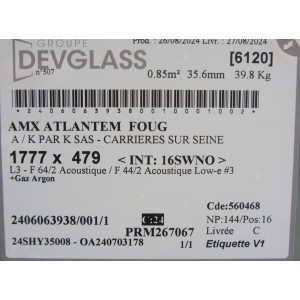 Prod. : 26/08/2024 Livr. : 27/08/2024
GROUPE
DEVGLASS
[6120]
n°507
0.85m² 35.6mm 39.8 Kg
AMX ATLANTEM FOUG
A / K PAR K SAS - CARRIERES SUR SEINE
1777 x 479 < INT: 16SWNO >
L3 - F 64/2 Acoustique / F 44/2 Acoustique Low-e #3
+Gaz Argon
Cde:560468
2406063938/001/1 C:24 NP:144/Pos:16
PRM267067 Livrée C
24SHY35008 - OA240703178 1/1 Etiquette V1